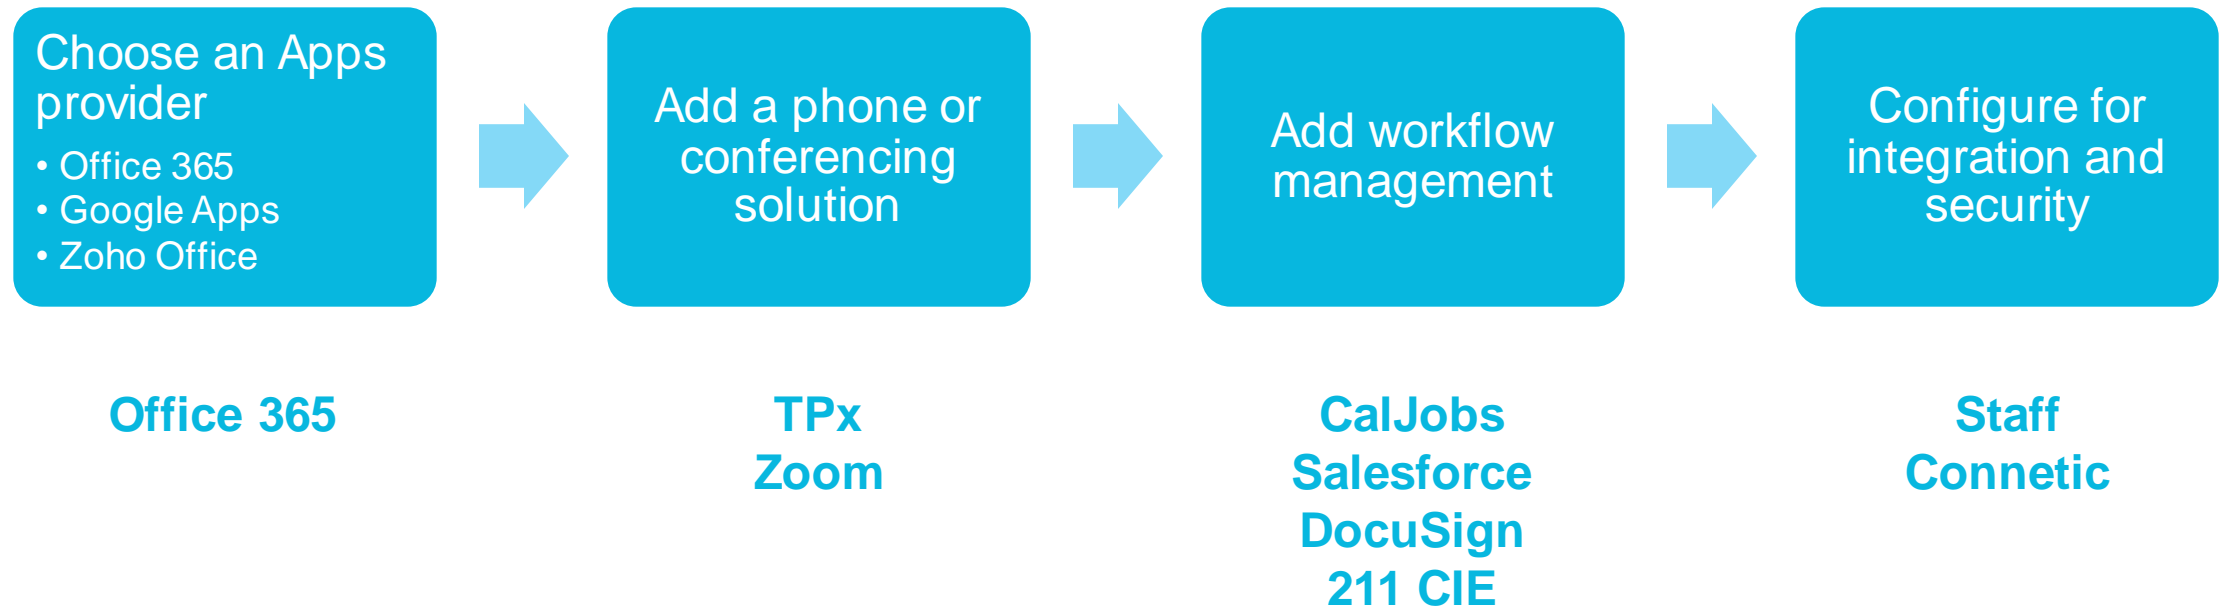 Choose an Apps
provider
• Office 365
• Google Apps
• Zoho Office
Add a phone or
conferencing
solution
Add workflow
management
Configure for
integration and
security
Office 365
TPx
Zoom
CalJobs
Salesforce
DocuSign
211 CIE
Staff
Connetic